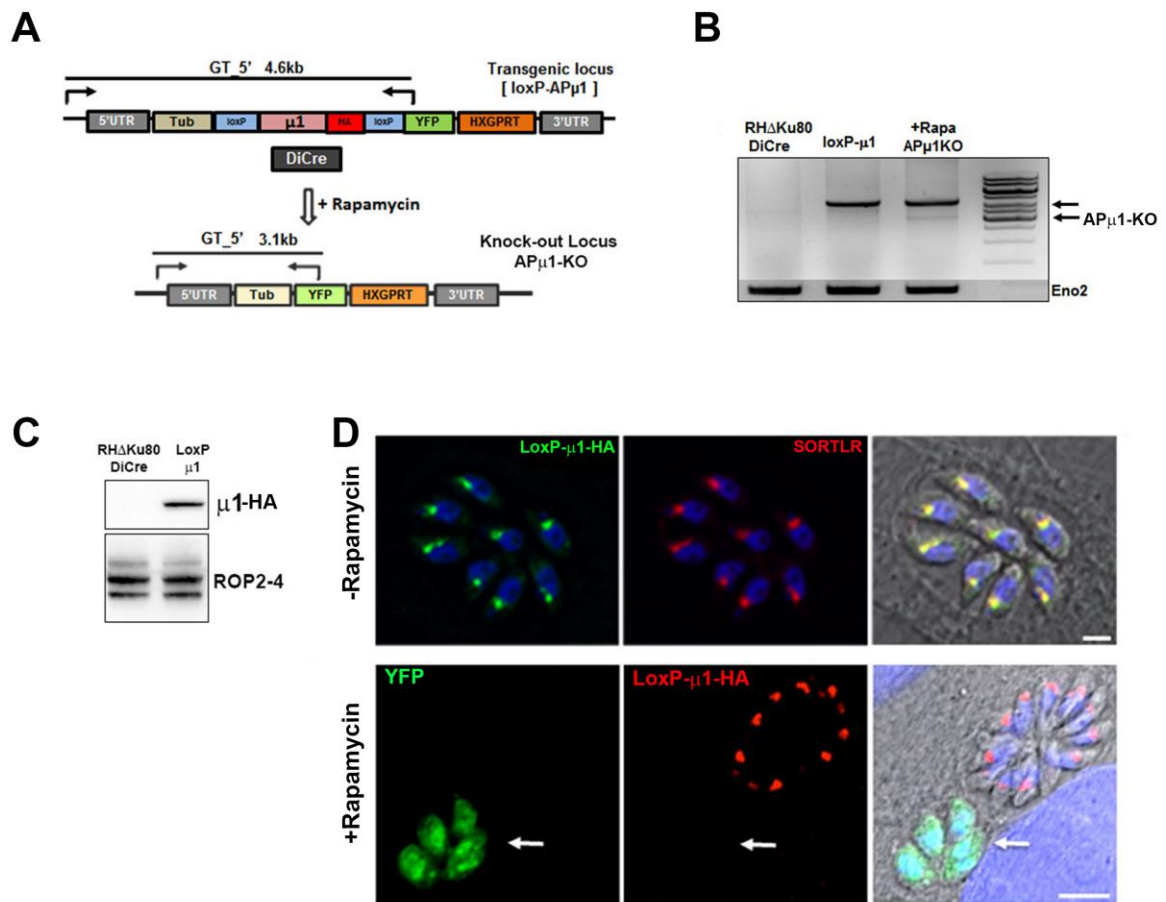 A
GT_5' 4.6kb
Transgenic locus
[ loxP-APμ1 ]
5'UTR Tub loxP μ1 HA loxP YFP HXGPRT 3'UTR
DiCre
+ Rapamycin
GT_5' 3.1kb
Knock-out Locus
APμ1-KO
5'UTR Tub YFP HXGPRT 3'UTR
B
RHΔKu80
DiCre
loxP-μ1
+Rapa
APμ1KO
APμ1-KO
Eno2
C
RHΔKu80
DiCre
LoxP
μ1
μ1-HA
ROP2-4
D
LoxP-μ1-HA
SORTLR
-Rapamycin
YFP
LoxP-μ1-HA
+Rapamycin